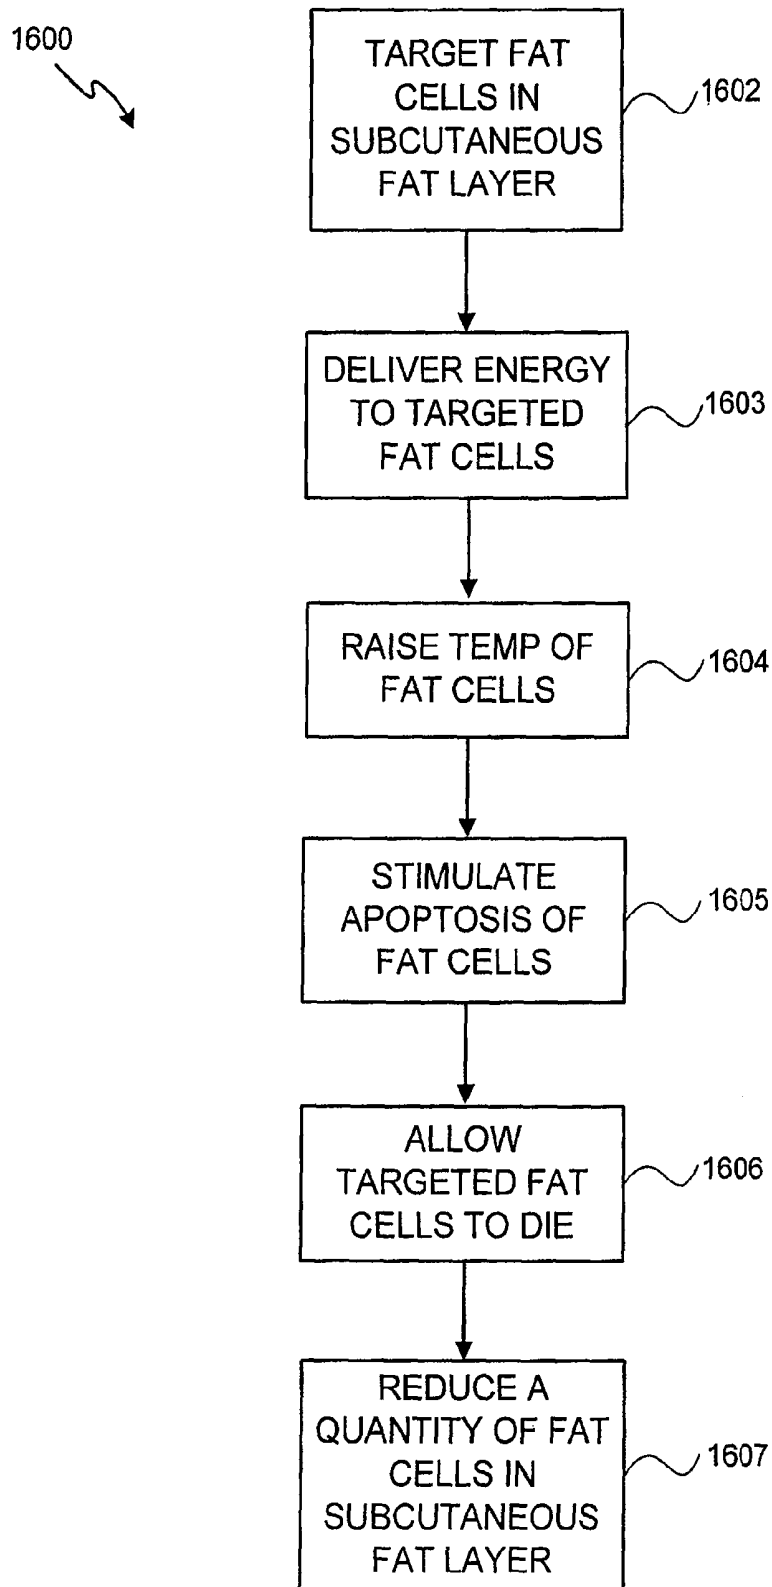 1600
TARGET FAT
CELLS IN
SUBCUTANEOUS
FAT LAYER
1602
DELIVER ENERGY
TO TARGETED
FAT CELLS
1603
RAISE TEMP OF
FAT CELLS
1604
STIMULATE
APOPTOSIS OF
FAT CELLS
1605
ALLOW
TARGETED FAT
CELLS TO DIE
1606
REDUCE A
QUANTITY OF FAT
CELLS IN
SUBCUTANEOUS
FAT LAYER
1607